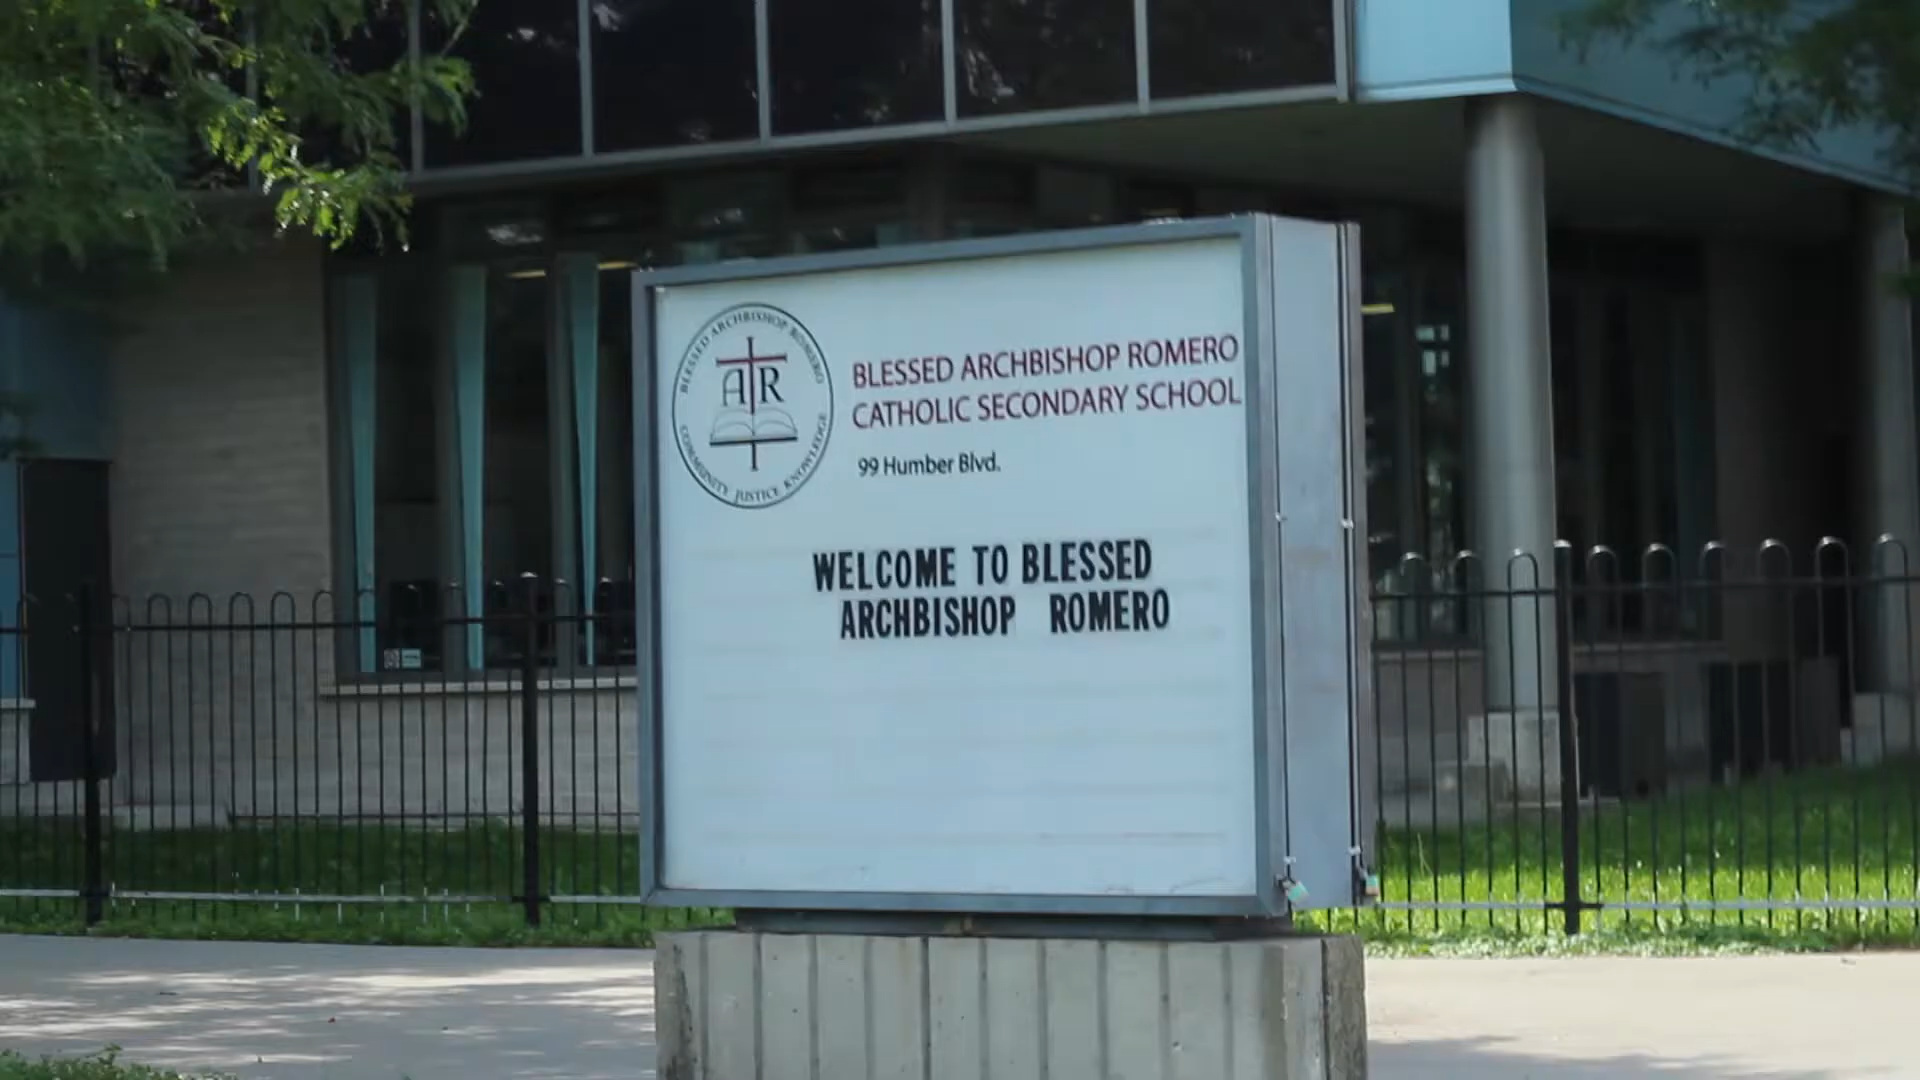 BLESSED ARCHBISHOP ROMERO
COMMUNITY JUSTICE KNOWLEDGE
ATR
BLESSED ARCHBISHOP ROMERO
CATHOLIC SECONDARY SCHOOL
99 Humber Blvd.
WELCOME TO BLESSED
ARCHBISHOP ROMERO